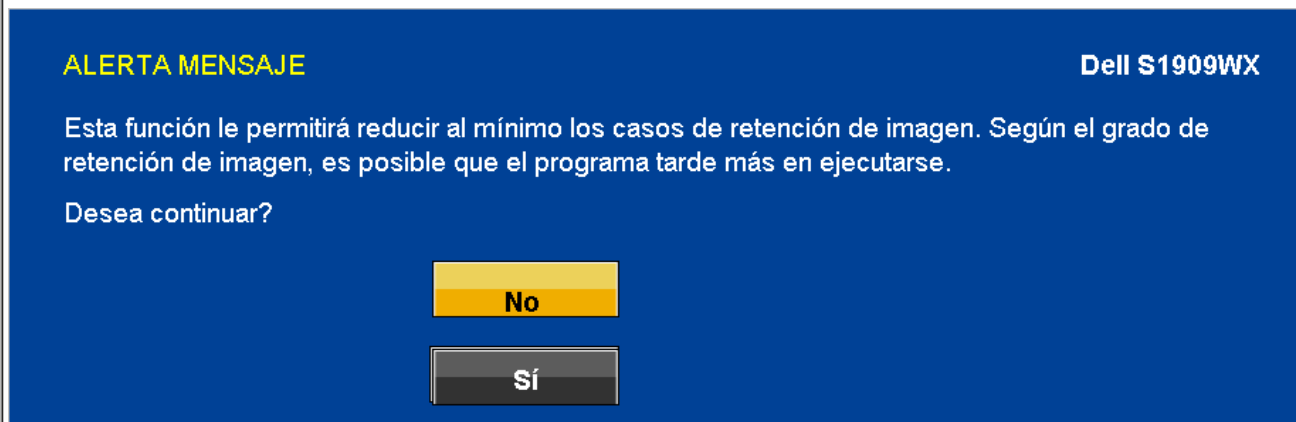 ALERTA MENSAJE Dell S1909WX
Esta función le permitirá reducir al mínimo los casos de retención de imagen. Según el grado de
retención de imagen, es posible que el programa tarde más en ejecutarse.
Desea continuar?
No
Sí